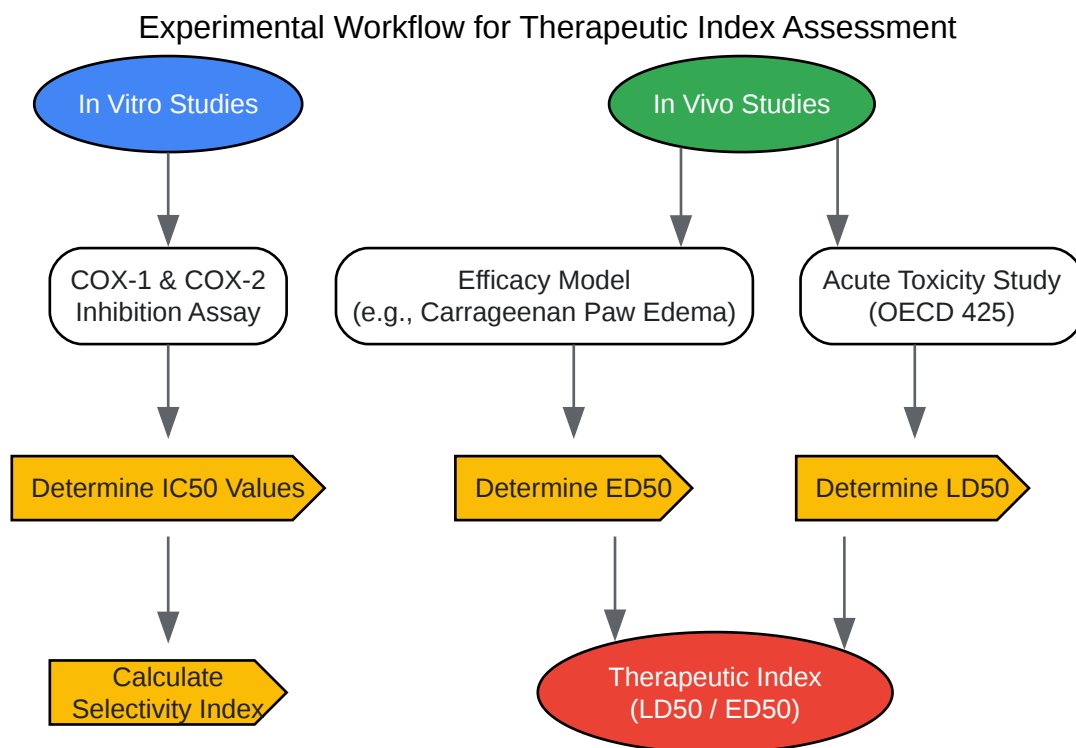 Experimental Workflow for Therapeutic Index Assessment
In Vitro Studies
In Vivo Studies
COX-1 & COX-2
Inhibition Assay
Efficacy Model
(e.g., Carrageenan Paw Edema)
Acute Toxicity Study
(OECD 425)
Determine IC50 Values
Determine ED50
Determine LD50
Calculate
Selectivity Index
Therapeutic Index
(LD50 / ED50)